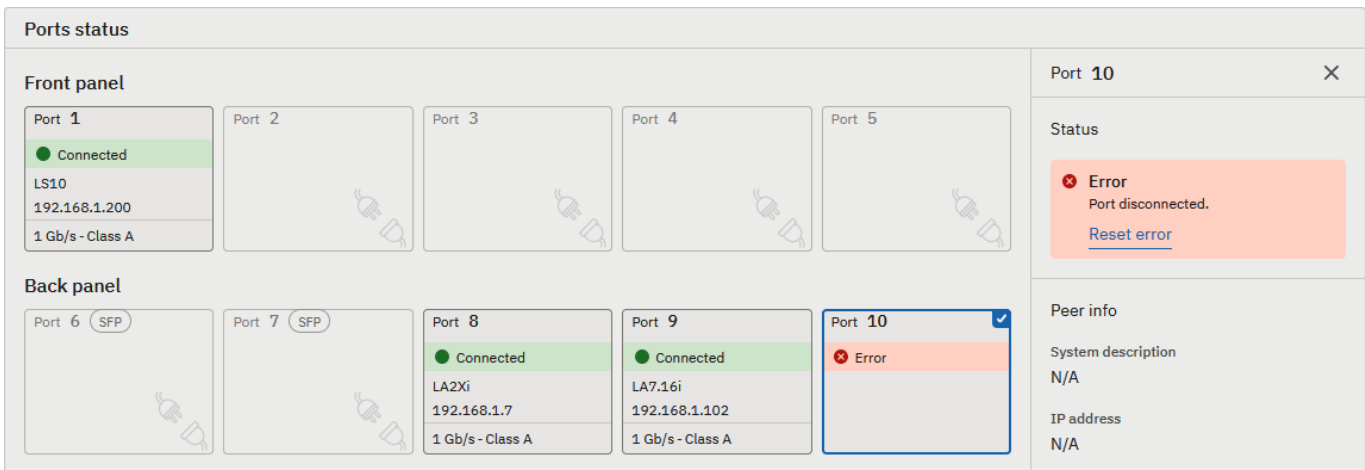 Ports status
Front panel
Port 1
Connected
LS10
192.168.1.200
1 Gb/s - Class A
Port 2
Port 3
Port 4
Port 5
Back panel
Port 6 SFP
Port 7 SFP
Port 8
Connected
LA2Xi
192.168.1.7
1 Gb/s - Class A
Port 9
Connected
LA7.16i
192.168.1.102
1 Gb/s - Class A
Port 10
Error
Port 10
Status
Error
Port disconnected.
Reset error
Peer info
System description
N/A
IP address
N/A